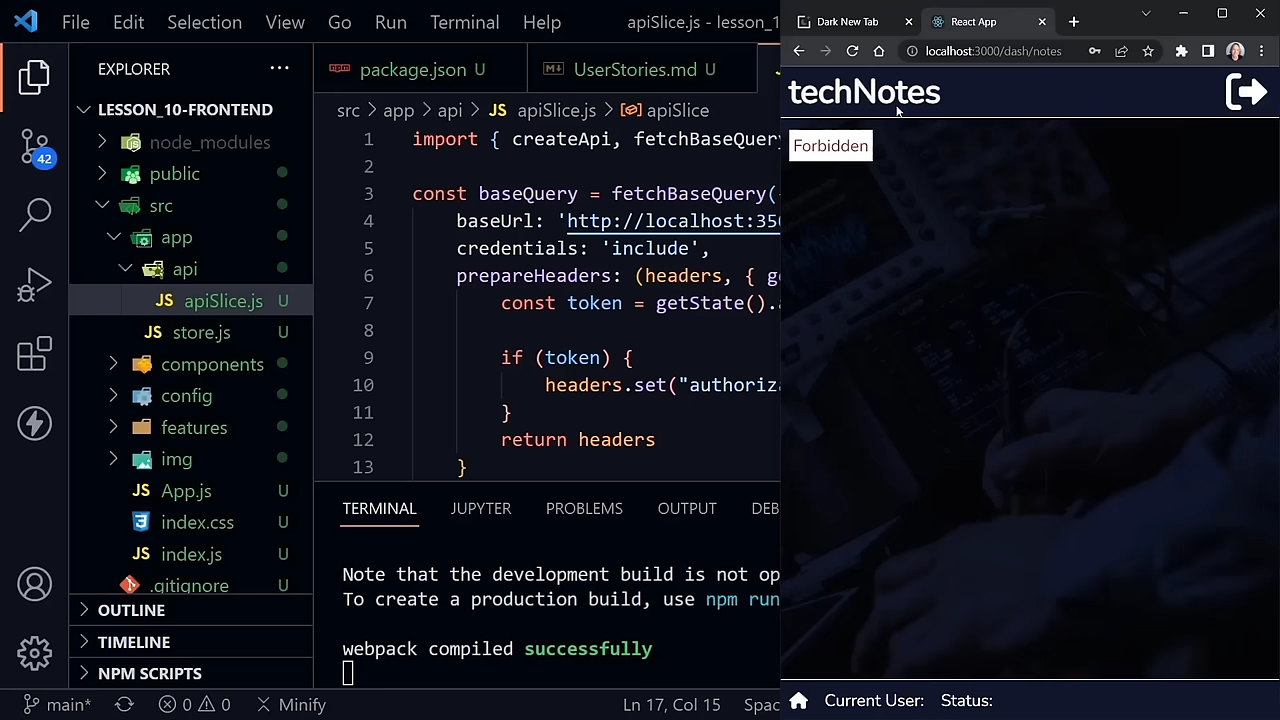 File Edit Selection View Go Run Terminal Help apiSlice.js - lesson_1
EXPLORER
LESSON_10-FRONTEND
node_modules
public
src
app
api
apiSlice.js U
store.js U
components
config
features
img
App.js U
index.css U
index.js U
.gitignore U
OUTLINE
TIMELINE
NPM SCRIPTS
42
package.json U
UserStories.md U
src > app > api > JS apiSlice.js > apiSlice
1 import { createApi, fetchBaseQuery
2
3 const baseQuery = fetchBaseQuery(
4 baseUrl: 'http://localhost:350
5 credentials: 'include',
6 prepareHeaders: (headers, { ge
7 const token = getState().a
8
9 if (token) {
10 headers.set("authoriza
11 }
12 return headers
13 }
TERMINAL JUPYTER PROBLEMS OUTPUT DEB
Note that the development build is not op
To create a production build, use npm run
webpack compiled successfully
main* 0 0 Minify Ln 17, Col 15 Spac
Dark New Tab React App
localhost:3000/dash/notes
techNotes
Forbidden
Current User: Status: